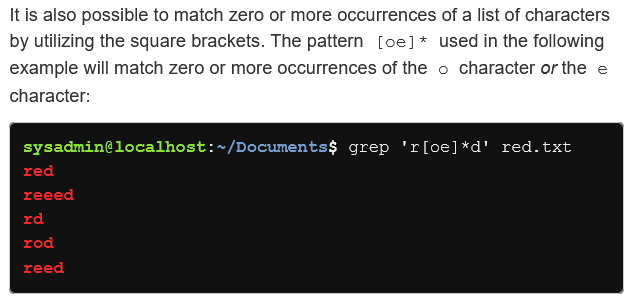 It is also possible to match zero or more occurrences of a list of characters
by utilizing the square brackets. The pattern [oe]* used in the following
example will match zero or more occurrences of the o character or the e
character:
sysadmin@localhost:~/Documents$ grep 'r[oe]*d' red.txt
red
reeed
rd
rod
reed